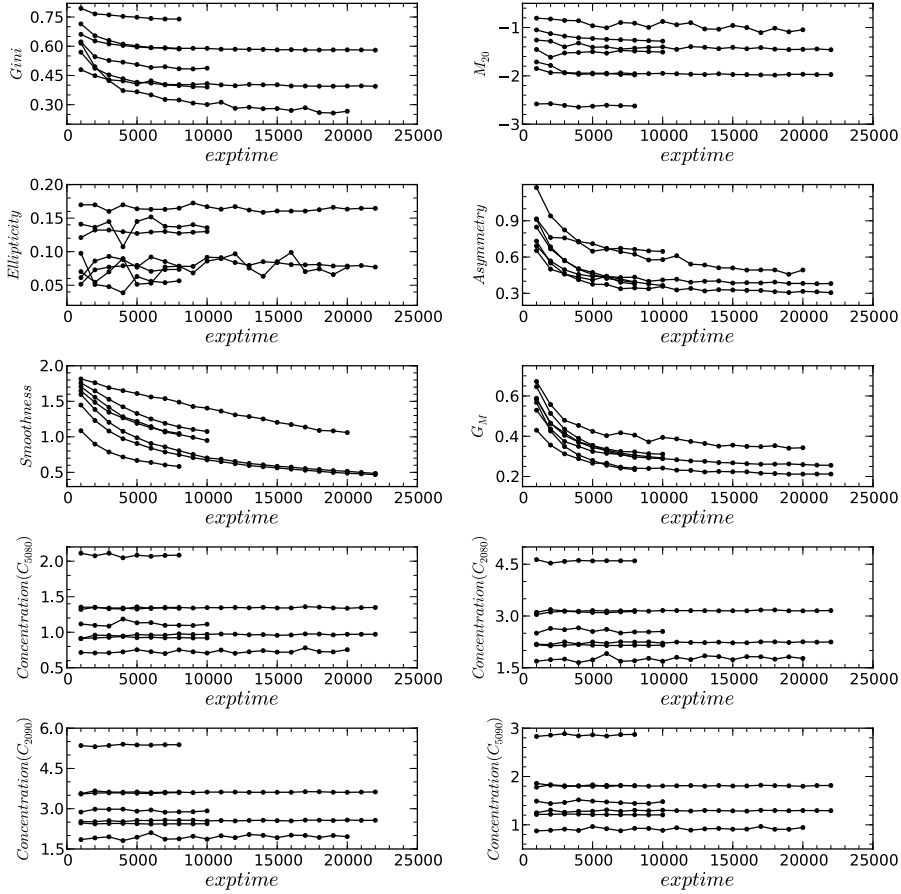 Gini
0.75
0.60
0.45
0.30
0 5000 10000 15000 20000 25000
exptime
M20
−1
−2
−3
0 5000 10000 15000 20000 25000
exptime
Ellipticity
0.20
0.15
0.10
0.05
0 5000 10000 15000 20000 25000
exptime
Asymmetry
0.9
0.6
0.3
0 5000 10000 15000 20000 25000
exptime
Smoothness
2.0
1.5
1.0
0.5
0 5000 10000 15000 20000 25000
exptime
GM
0.6
0.4
0.2
0 5000 10000 15000 20000 25000
exptime
Concentration(C5080)
2.0
1.5
1.0
0.5
0 5000 10000 15000 20000 25000
exptime
Concentration(C2080)
4.5
3.0
1.5
0 5000 10000 15000 20000 25000
exptime
Concentration(C2090)
6.0
4.5
3.0
1.5
0 5000 10000 15000 20000 25000
exptime
Concentration(C5090)
3
2
1
0 5000 10000 15000 20000 25000
exptime